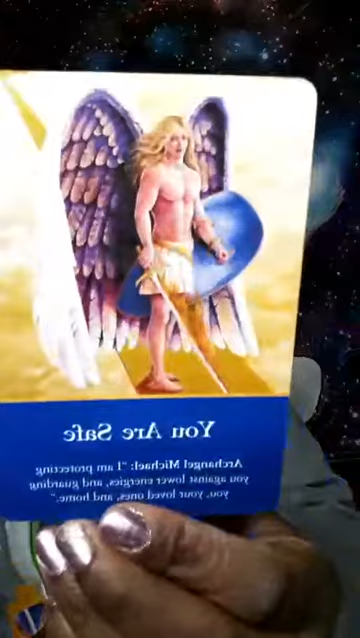 You Are Safe
Archangel Michael: "I am protecting
you against lower energies, and guarding
you, your loved ones, and home."